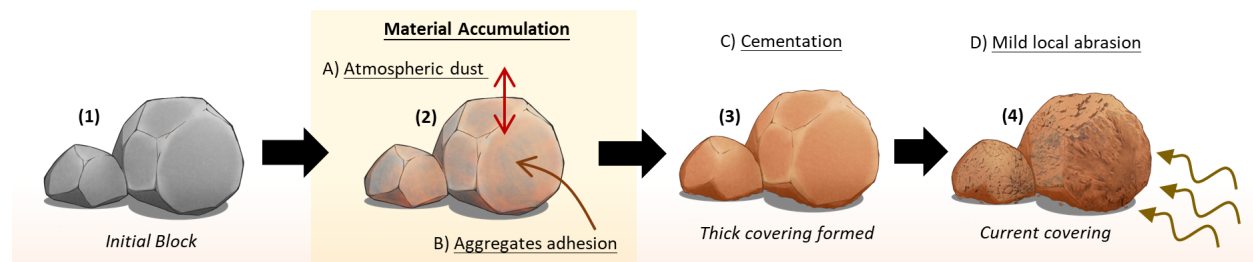 Material Accumulation
A) Atmospheric dust
C) Cementation
D) Mild local abrasion
(1)
(2)
(3)
(4)
Initial Block
B) Aggregates adhesion
Thick covering formed
Current covering